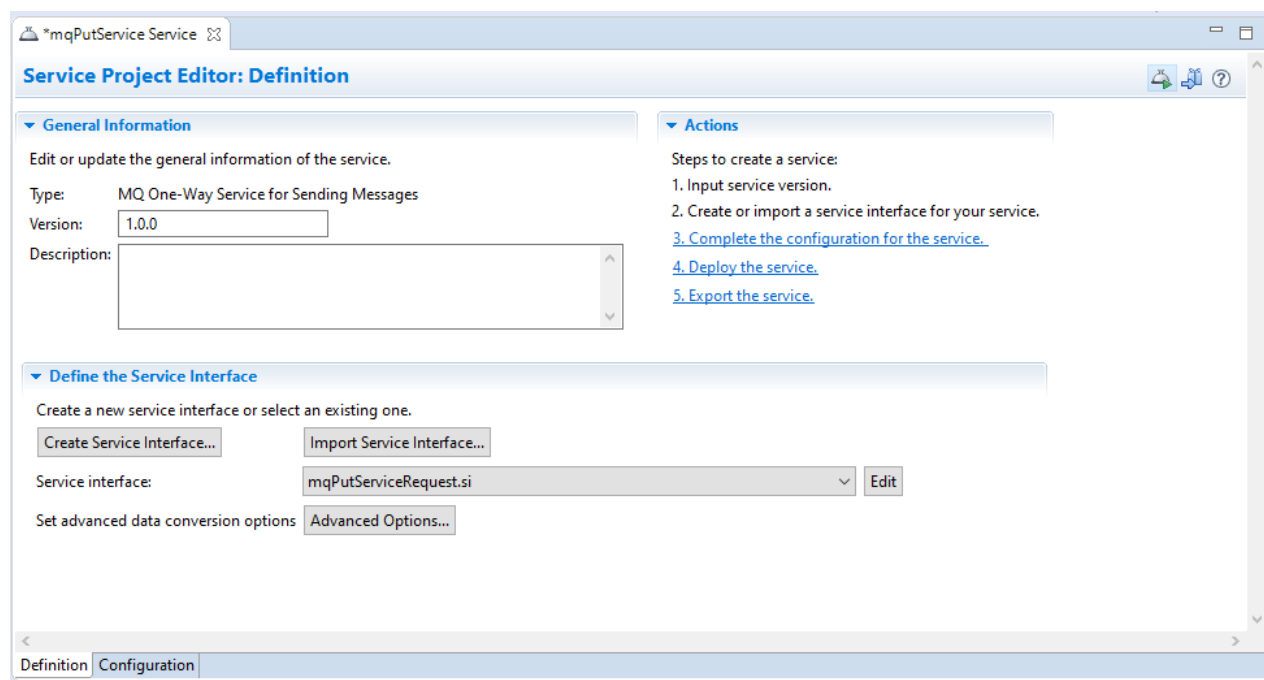 *mqPutService Service
Service Project Editor: Definition
General Information
Edit or update the general information of the service.
Type: MQ One-Way Service for Sending Messages
Version: 1.0.0
Description:
Actions
Steps to create a service:
1. Input service version.
2. Create or import a service interface for your service.
3. Complete the configuration for the service.
4. Deploy the service.
5. Export the service.
Define the Service Interface
Create a new service interface or select an existing one.
Create Service Interface... Import Service Interface...
Service interface: mqPutServiceRequest.si Edit
Set advanced data conversion options Advanced Options...
Definition Configuration